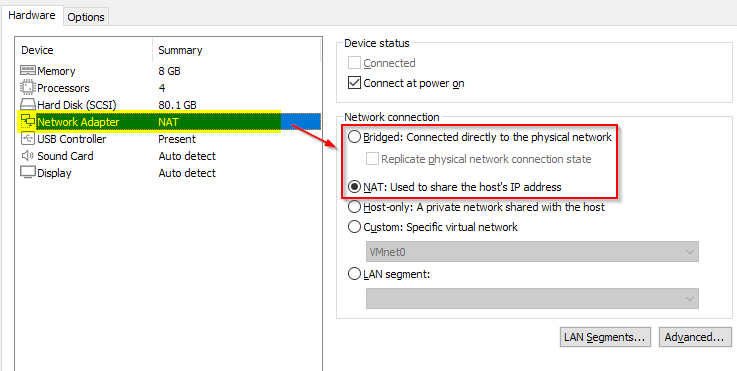 Hardware Options
Device Summary
Memory 8 GB
Processors 4
Hard Disk (SCSI) 80.1 GB
Network Adapter NAT
USB Controller Present
Sound Card Auto detect
Display Auto detect
Device status
Connected
Connect at power on
Network connection
Bridged: Connected directly to the physical network
Replicate physical network connection state
NAT: Used to share the host's IP address
Host-only: A private network shared with the host
Custom: Specific virtual network
VMnet0
LAN segment:
LAN Segments... Advanced...